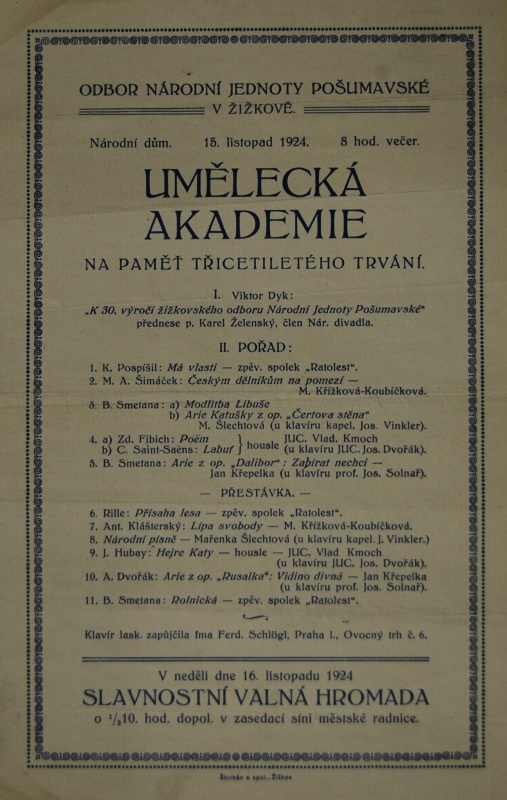 ODBOR NÁRODNÍ JEDNOTY POŠUMAVSKÉ
V ŽIŽKOVĚ.
Národní dům. 15. listopad 1924. 8 hod. večer.
UMĚLECKÁ
AKADEMIE
NA PAMĚŤ TŘICETILETÉHO TRVÁNÍ.
I. Viktor Dyk:
„K 30. výročí žižkovského odboru Národní Jednoty Pošumavské“
přednese p. Karel Želenský, člen Nár. divadla.
II. POŘAD:
1. K. Pospíšil: Má vlasti — zpěv. spolek „Ratolest“.
2. M. A. Šimáček: Českým dělníkům na pomezí —
M. Křížková-Koubíčková.
3. B. Smetana: a) Modlitba Libuše
b) Arie Katušky z op. „Čertova stěna“
M. Šlechtová (u klavíru kapel. Jos. Vinkler).
4. a) Zd. Fibich: Poëm } housle JUC. Vlad. Kmoch
b) C. Saint-Saëns: Labuť } (u klavíru JUC. Jos. Dvořák).
5. B. Smetana: Arie z op. „Dalibor“: Zabírat nechci —
Jan Křepelka (u klavíru prof. Jos. Solnař).
— PŘESTÁVKA. —
6. Rille: Přísaha lesa — zpěv. spolek „Ratolest“.
7. Ant. Klášterský: Lípa svobody — M. Křížková-Koubíčková.
8. Národní písně — Mařenka Šlechtová (u klavíru kapel. J. Vinkler.)
9. J. Hubay: Hejre Katy — housle — JUC. Vlad Kmoch
(u klavíru JUC. Jos. Dvořák).
10. A. Dvořák: Arie z op. „Rusalka“: Vidino divná — Jan Křepelka
(u klavíru prof. Jos. Solnař).
11. B. Smetana: Rolnická — zpěv. spolek „Ratolest“.
Klavír lask. zapůjčila fma Ferd. Schlögl, Praha I., Ovocný trh č. 6.
V neděli dne 16. listopadu 1924
SLAVNOSTNÍ VALNÁ HROMADA
o ½10. hod. dopol. v zasedací síni městské radnice.
a spol., Žižkov